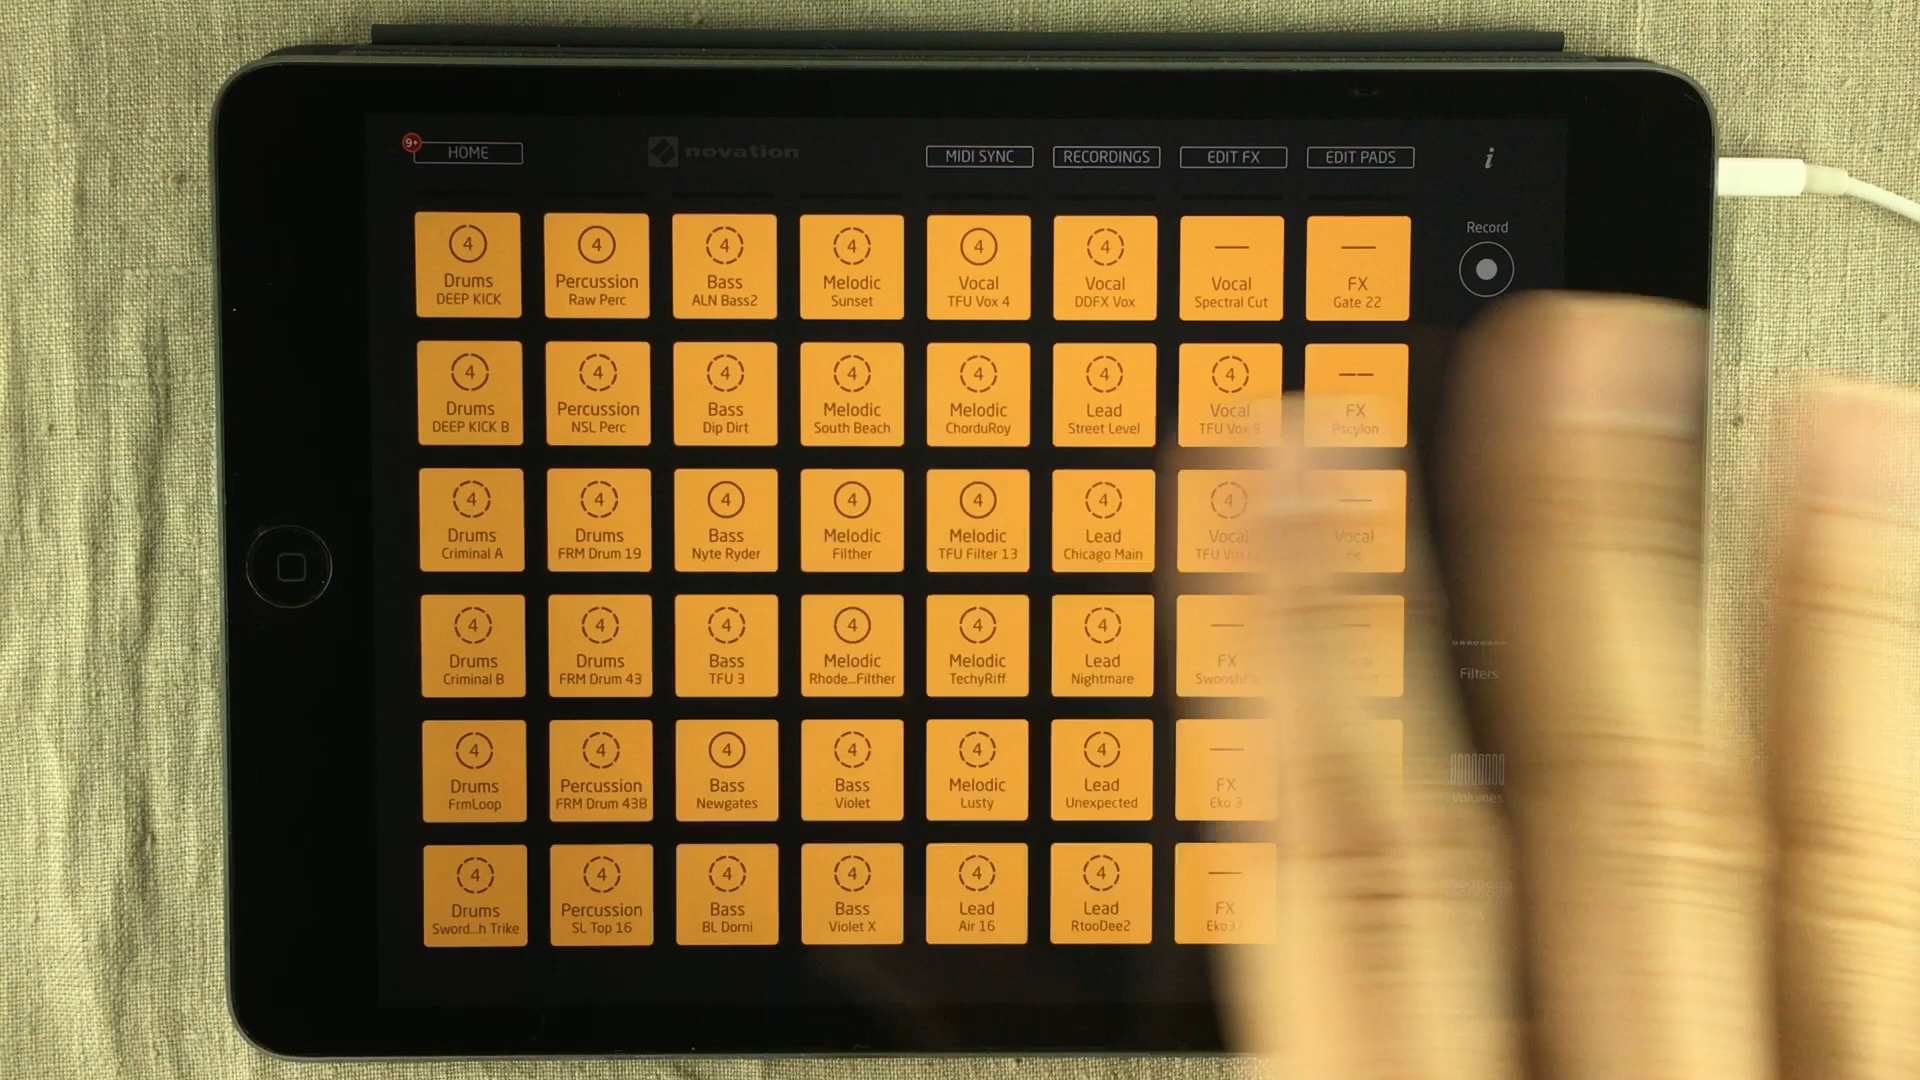 9+
HOME
novation
MIDI SYNC
RECORDINGS
EDIT FX
EDIT PADS
i
Record
4
Drums
DEEP KICK
4
Percussion
Raw Perc
4
Bass
ALN Bass2
4
Melodic
Sunset
4
Vocal
TFU Vox 4
4
Vocal
DDFX Vox
Vocal
Spectral Cut
FX
Gate 22
4
Drums
DEEP KICK B
4
Percussion
NSL Perc
4
Bass
Dip Dirt
4
Melodic
South Beach
4
Melodic
ChorduRoy
4
Lead
Street Level
4
Vocal
TFU Vox 5
FX
Pscylon
4
Drums
Criminal A
4
Drums
FRM Drum 19
4
Bass
Nyte Ryder
4
Melodic
Filther
4
Melodic
TFU Filter 13
4
Lead
Chicago Main
4
Vocal
TFU Vox
Vocal
4
Drums
Criminal B
4
Drums
FRM Drum 43
4
Bass
TFU 3
4
Melodic
Rhode...Filther
4
Melodic
TechyRiff
4
Lead
Nightmare
FX
Filters
4
Drums
FrmLoop
4
Percussion
FRM Drum 43B
4
Bass
Newgates
4
Bass
Violet
4
Melodic
Lusty
4
Lead
Unexpected
FX
Eko 3
Volumes
4
Drums
Sword...h Trike
4
Percussion
SL Top 16
4
Bass
BL Dorni
4
Bass
Violet X
4
Lead
Air 16
4
Lead
RtooDee2
FX